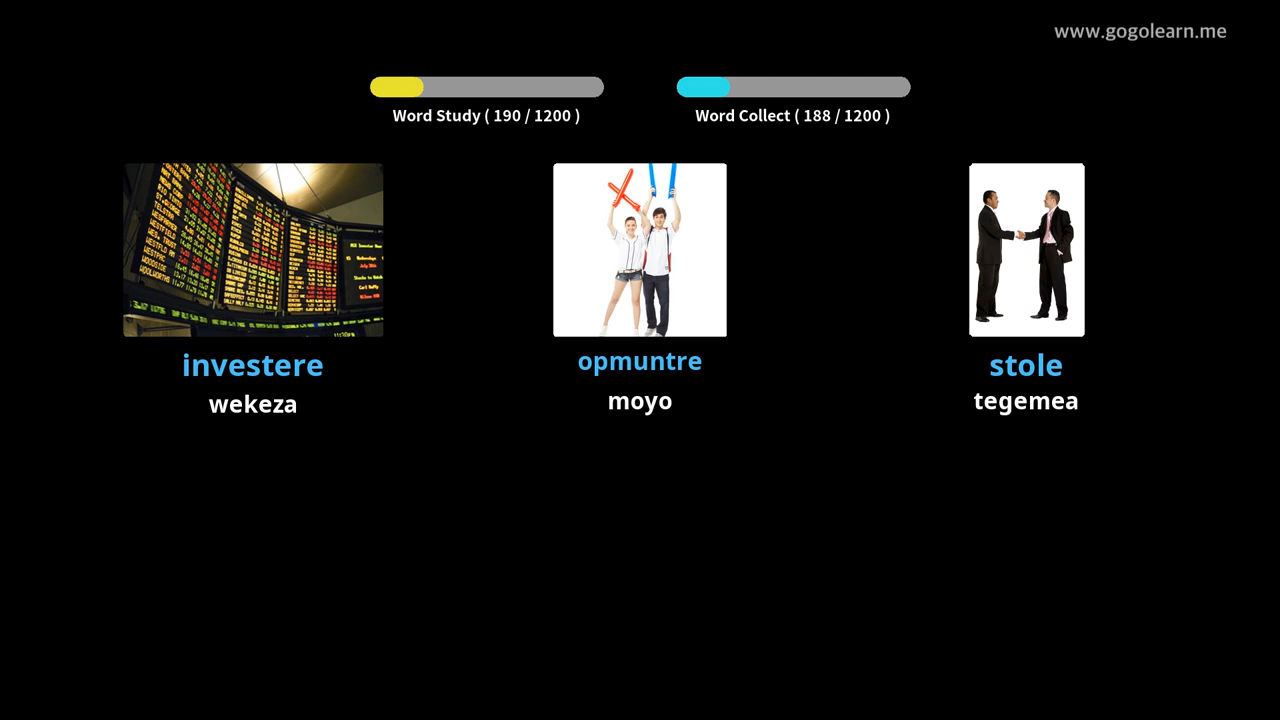 www.gogolearn.me
Word Study ( 190 / 1200 )
Word Collect ( 188 / 1200 )
investere
wekeza
opmuntre
moyo
stole
tegemea